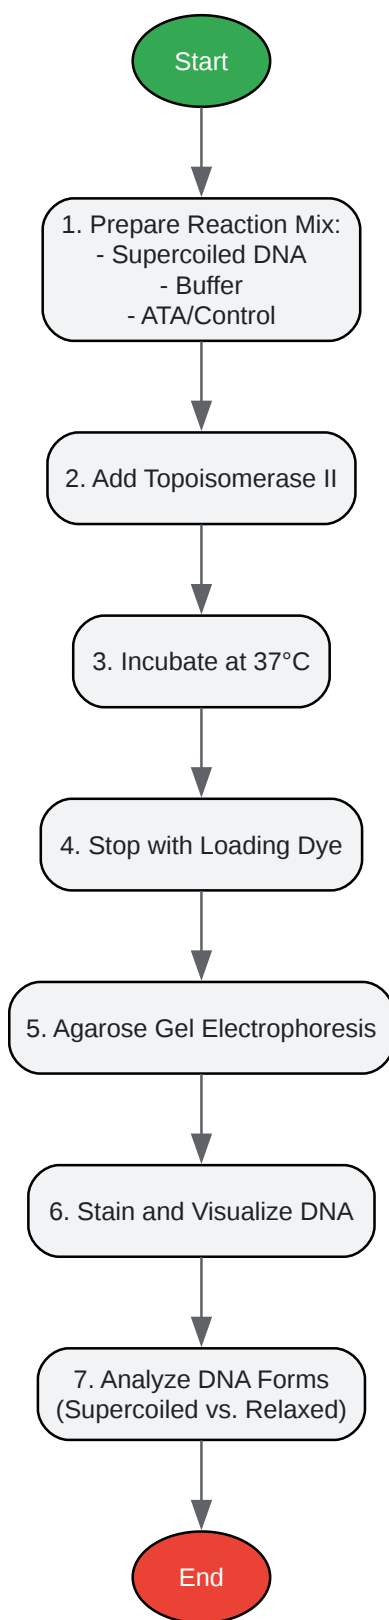 Start
1. Prepare Reaction Mix:
- Supercoiled DNA
- Buffer
- ATA/Control
2. Add Topoisomerase II
3. Incubate at 37°C
4. Stop with Loading Dye
5. Agarose Gel Electrophoresis
6. Stain and Visualize DNA
7. Analyze DNA Forms
(Supercoiled vs. Relaxed)
End